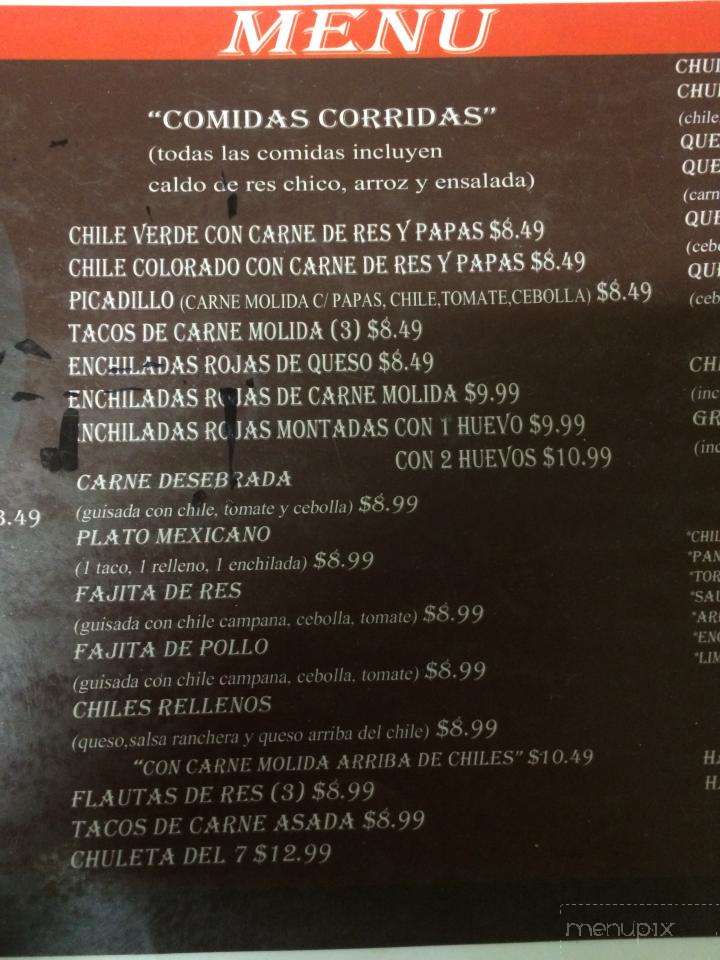 MENU
"COMIDAS CORRIDAS"
(todas las comidas incluyen
caldo de res chico, arroz y ensalada)
CHILE VERDE CON CARNE DE RES Y PAPAS $8.49
CHILE COLORADO CON CARNE DE RES Y PAPAS $8.49
PICADILLO (CARNE MOLIDA C/ PAPAS, CHILE,TOMATE,CEBOLLA) $8.49
TACOS DE CARNE MOLIDA (3) $8.49
ENCHILADAS ROJAS DE QUESO $8.49
ENCHILADAS ROJAS DE CARNE MOLIDA $9.99
ENCHILADAS ROJAS MONTADAS CON 1 HUEVO $9.99
CON 2 HUEVOS $10.99
CARNE DESEBRADA
(guisada con chile, tomate y cebolla) $8.99
PLATO MEXICANO
(1 taco, 1 relleno, 1 enchilada) $8.99
FAJITA DE RES
(guisada con chile campana, cebolla, tomate) $8.99
FAJITA DE POLLO
(guisada con chile campana, cebolla, tomate) $8.99
CHILES RELLENOS
(queso,salsa ranchera y queso arriba del chile) $8.99
"CON CARNE MOLIDA ARRIBA DE CHILES" $10.49
FLAUTAS DE RES (3) $8.99
TACOS DE CARNE ASADA $8.99
CHULETA DEL 7 $12.99
menupix